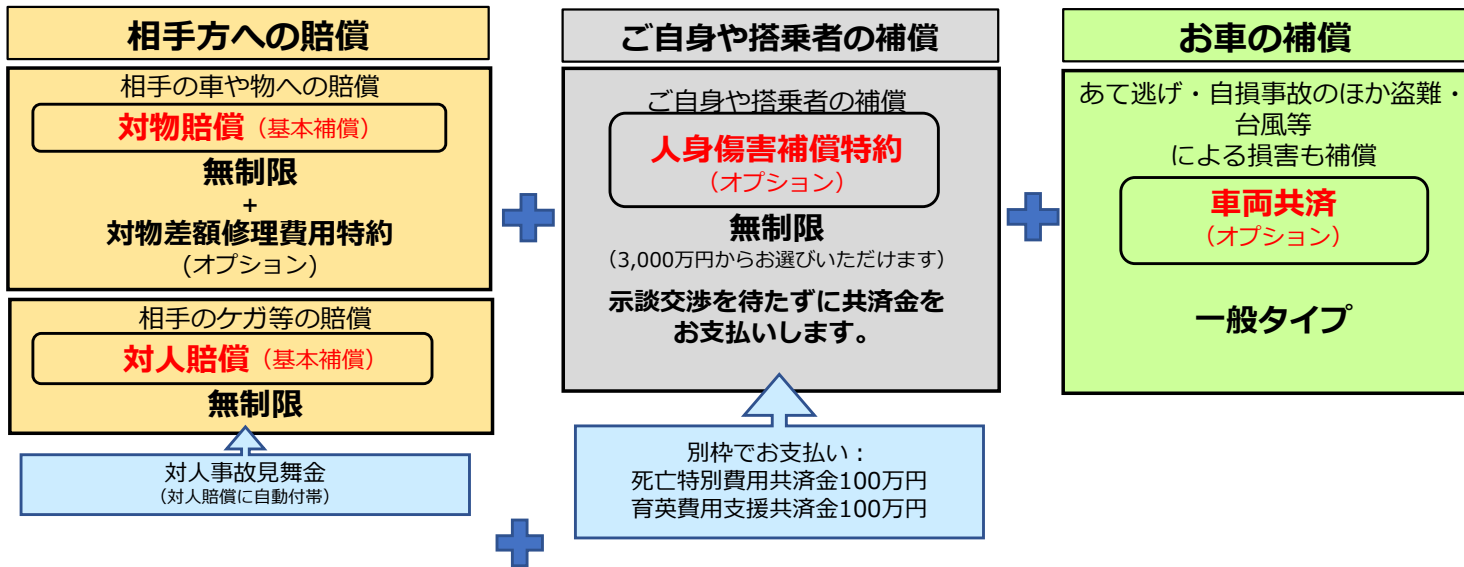 相手方への賠償
相手の車や物への賠償
対物賠償（基本補償）
無制限
+
対物差額修理費用特約
(オプション)
相手のケガ等の賠償
対人賠償（基本補償）
無制限
対人事故見舞金
（対人賠償に自動付帯）
ご自身や搭乗者の補償
ご自身や搭乗者の補償
人身傷害補償特約
（オプション）
無制限
（3,000万円からお選びいただけます）
示談交渉を待たずに共済金を
お支払いします。
別枠でお支払い：
死亡特別費用共済金100万円
育英費用支援共済金100万円
お車の補償
あて逃げ・自損事故のほか盗難・
台風等
による損害も補償
車両共済
（オプション）
一般タイプ